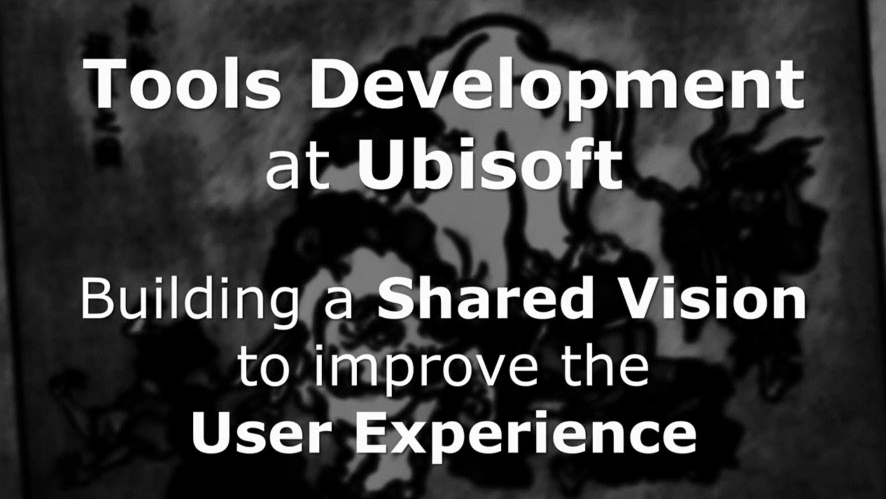 Tools Development
at Ubisoft
Building a Shared Vision
to improve the
User Experience